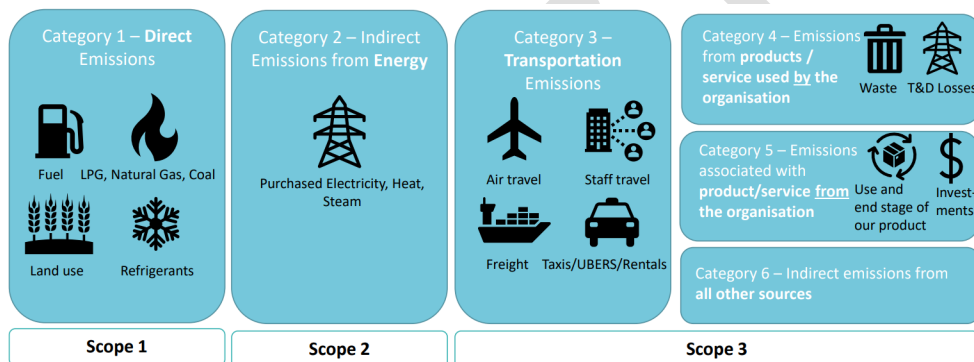 Category 1 – Direct
Emissions
Fuel
LPG, Natural Gas, Coal
Land use
Refrigerants
Category 2 – Indirect
Emissions from Energy
Purchased Electricity, Heat,
Steam
Category 3 –
Transportation
Emissions
Air travel
Staff travel
Freight
Taxis/UBERS/Rentals
Category 4 – Emissions
from products /
service used by the
organisation
Waste
T&D Losses
Category 5 – Emissions
associated with
product/service from
the organisation
Use and
end stage of
our product
$
Invest-
ments
Category 6 – Indirect emissions from
all other sources
Scope 1
Scope 2
Scope 3